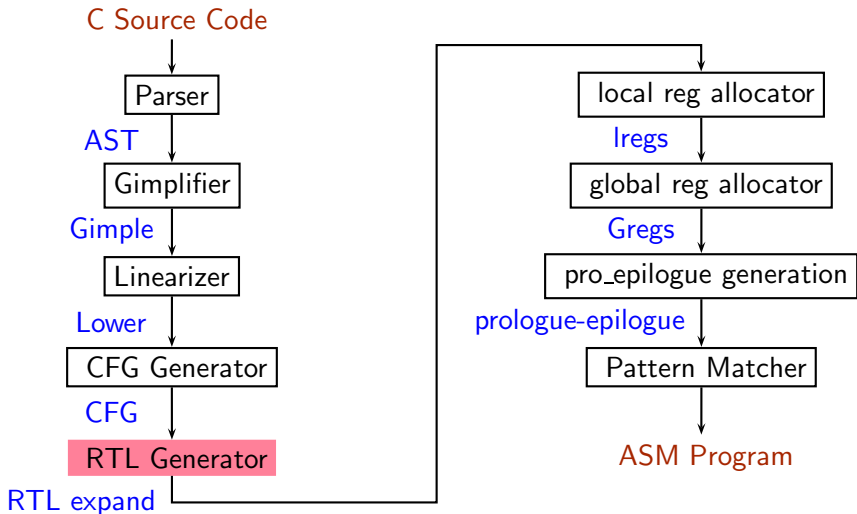 C Source Code
Parser
AST
Gimplifier
Gimple
Linearizer
Lower
CFG Generator
CFG
RTL Generator
RTL expand
local reg allocator
lregs
global reg allocator
Gregs
pro_epilogue generation
prologue-epilogue
Pattern Matcher
ASM Program